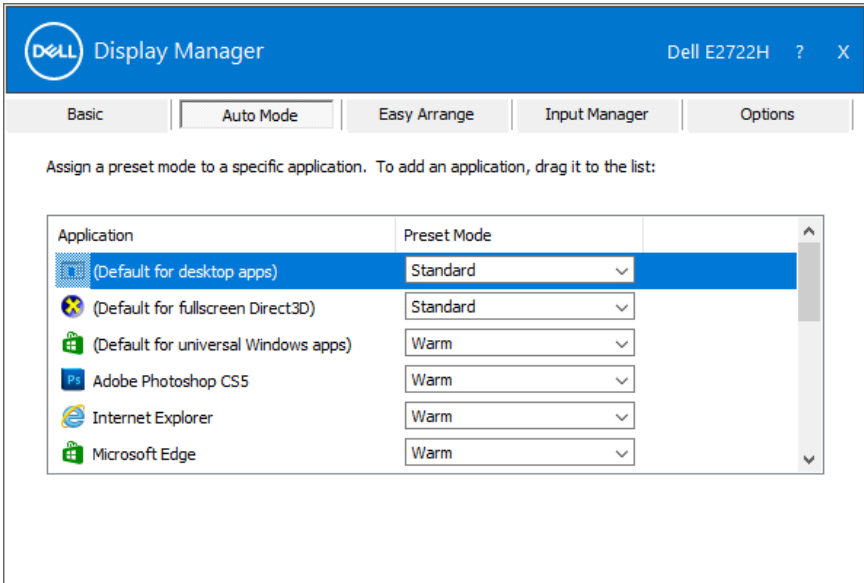 DELL Display Manager Dell E2722H ? X
Basic Auto Mode Easy Arrange Input Manager Options
Assign a preset mode to a specific application. To add an application, drag it to the list:
Application Preset Mode
(Default for desktop apps) Standard
(Default for fullscreen Direct3D) Standard
(Default for universal Windows apps) Warm
Ps Adobe Photoshop CS5 Warm
Internet Explorer Warm
Microsoft Edge Warm